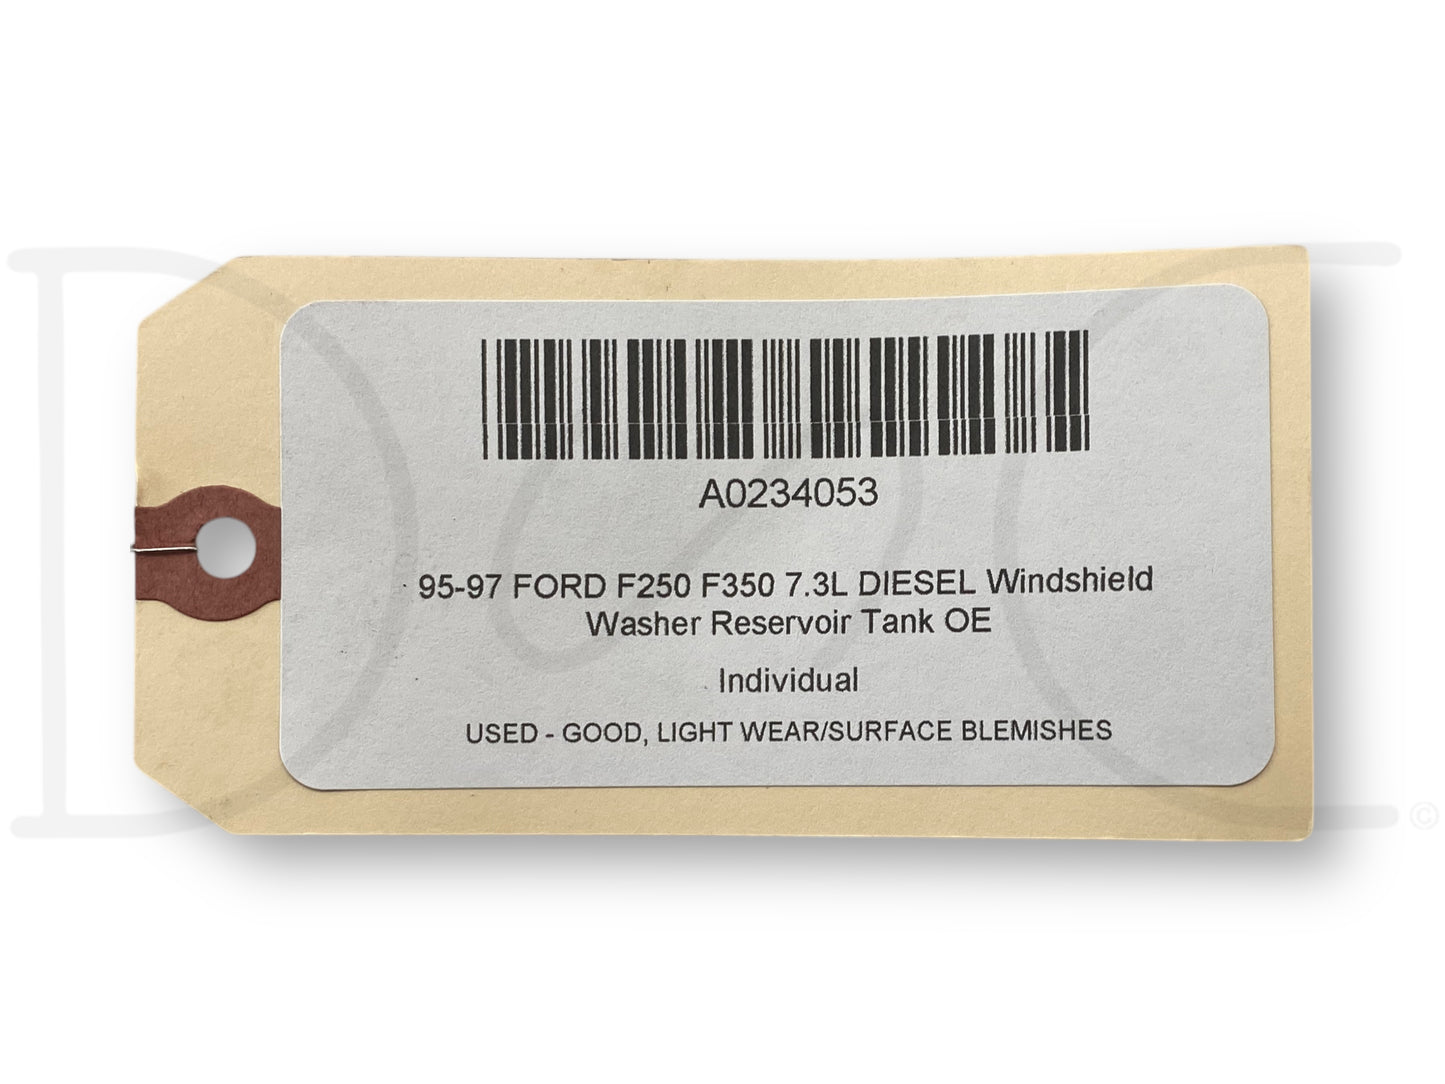 A0234053
95-97 FORD F250 F350 7.3L DIESEL Windshield
Washer Reservoir Tank OE
Individual
USED - GOOD, LIGHT WEAR/SURFACE BLEMISHES
©